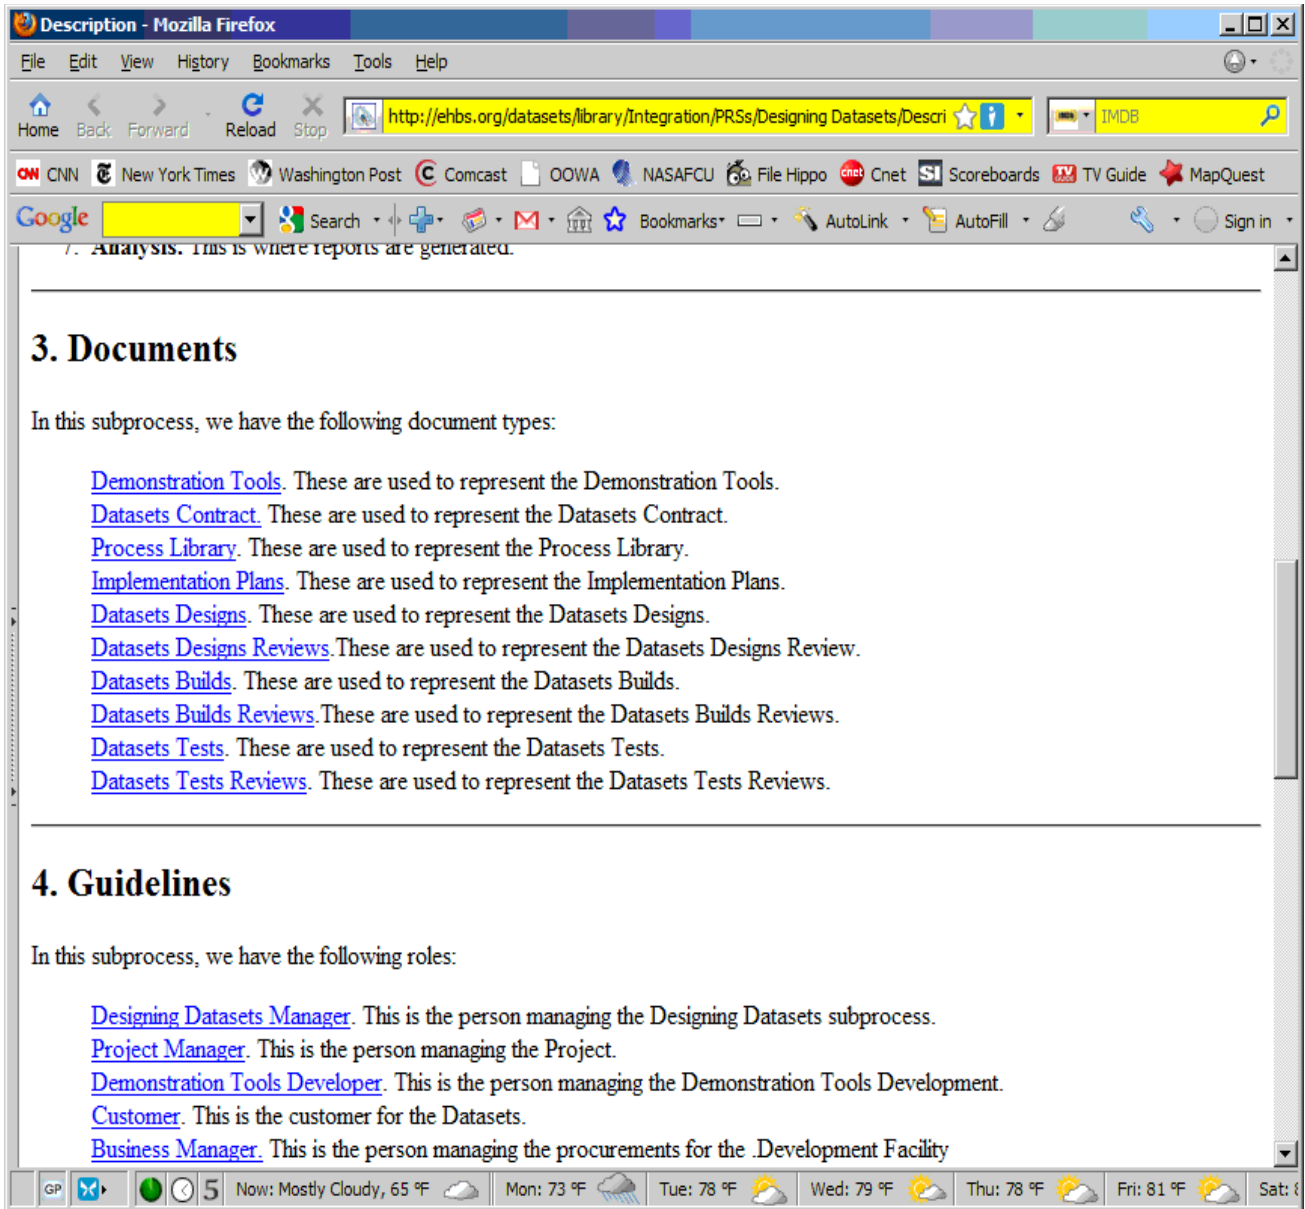 Description - Mozilla Firefox
File Edit View History Bookmarks Tools Help
Home Back Forward Reload Stop http://ehbs.org/datasets/library/Integration/PRSs/Designing Datasets/Descri IMDB
CNN New York Times Washington Post Comcast OOWA NASAFCU File Hippo Cnet Scoreboards TV Guide MapQuest
Google Search Bookmarks AutoLink AutoFill Sign in
7. Analysis. This is where reports are generated.
3. Documents
In this subprocess, we have the following document types:
Demonstration Tools. These are used to represent the Demonstration Tools.
Datasets Contract. These are used to represent the Datasets Contract.
Process Library. These are used to represent the Process Library.
Implementation Plans. These are used to represent the Implementation Plans.
Datasets Designs. These are used to represent the Datasets Designs.
Datasets Designs Reviews.These are used to represent the Datasets Designs Review.
Datasets Builds. These are used to represent the Datasets Builds.
Datasets Builds Reviews.These are used to represent the Datasets Builds Reviews.
Datasets Tests. These are used to represent the Datasets Tests.
Datasets Tests Reviews. These are used to represent the Datasets Tests Reviews.
4. Guidelines
In this subprocess, we have the following roles:
Designing Datasets Manager. This is the person managing the Designing Datasets subprocess.
Project Manager. This is the person managing the Project.
Demonstration Tools Developer. This is the person managing the Demonstration Tools Development.
Customer. This is the customer for the Datasets.
Business Manager. This is the person managing the procurements for the .Development Facility
GP 5 Now: Mostly Cloudy, 65 °F Mon: 73 °F Tue: 78 °F Wed: 79 °F Thu: 78 °F Fri: 81 °F Sat: